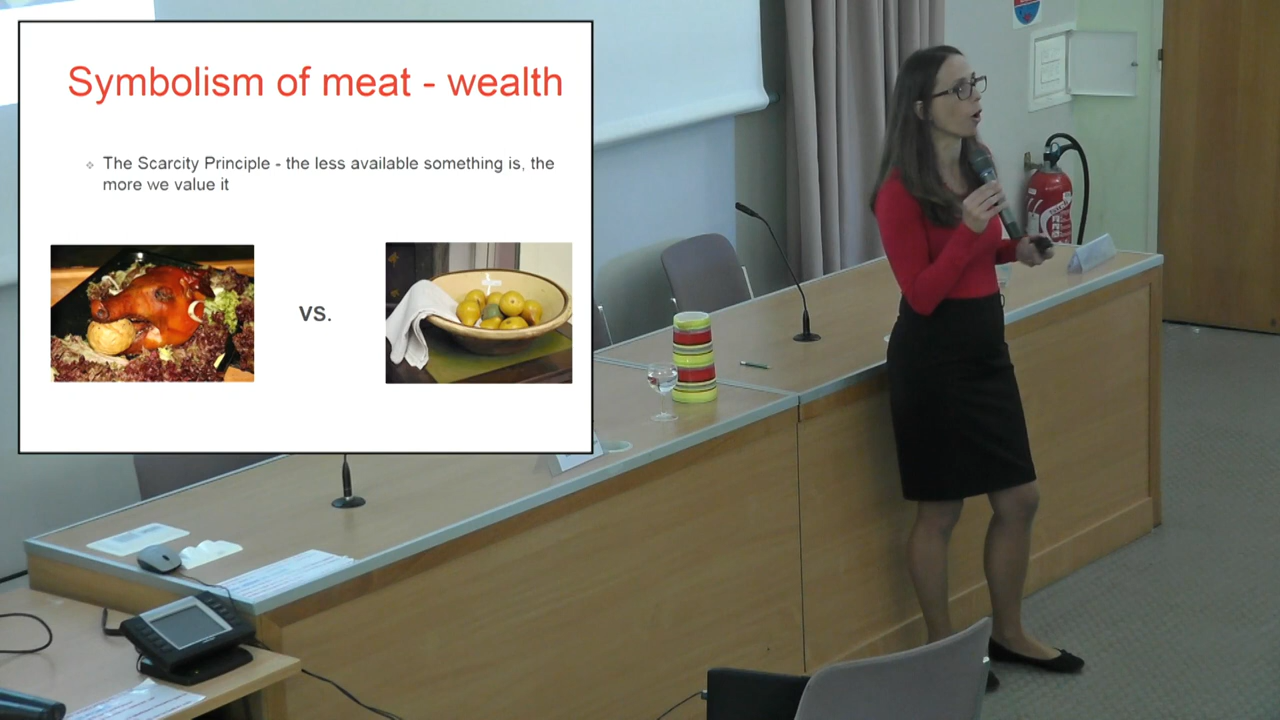 Symbolism of meat - wealth
The Scarcity Principle - the less available something is, the
more we value it
vs.